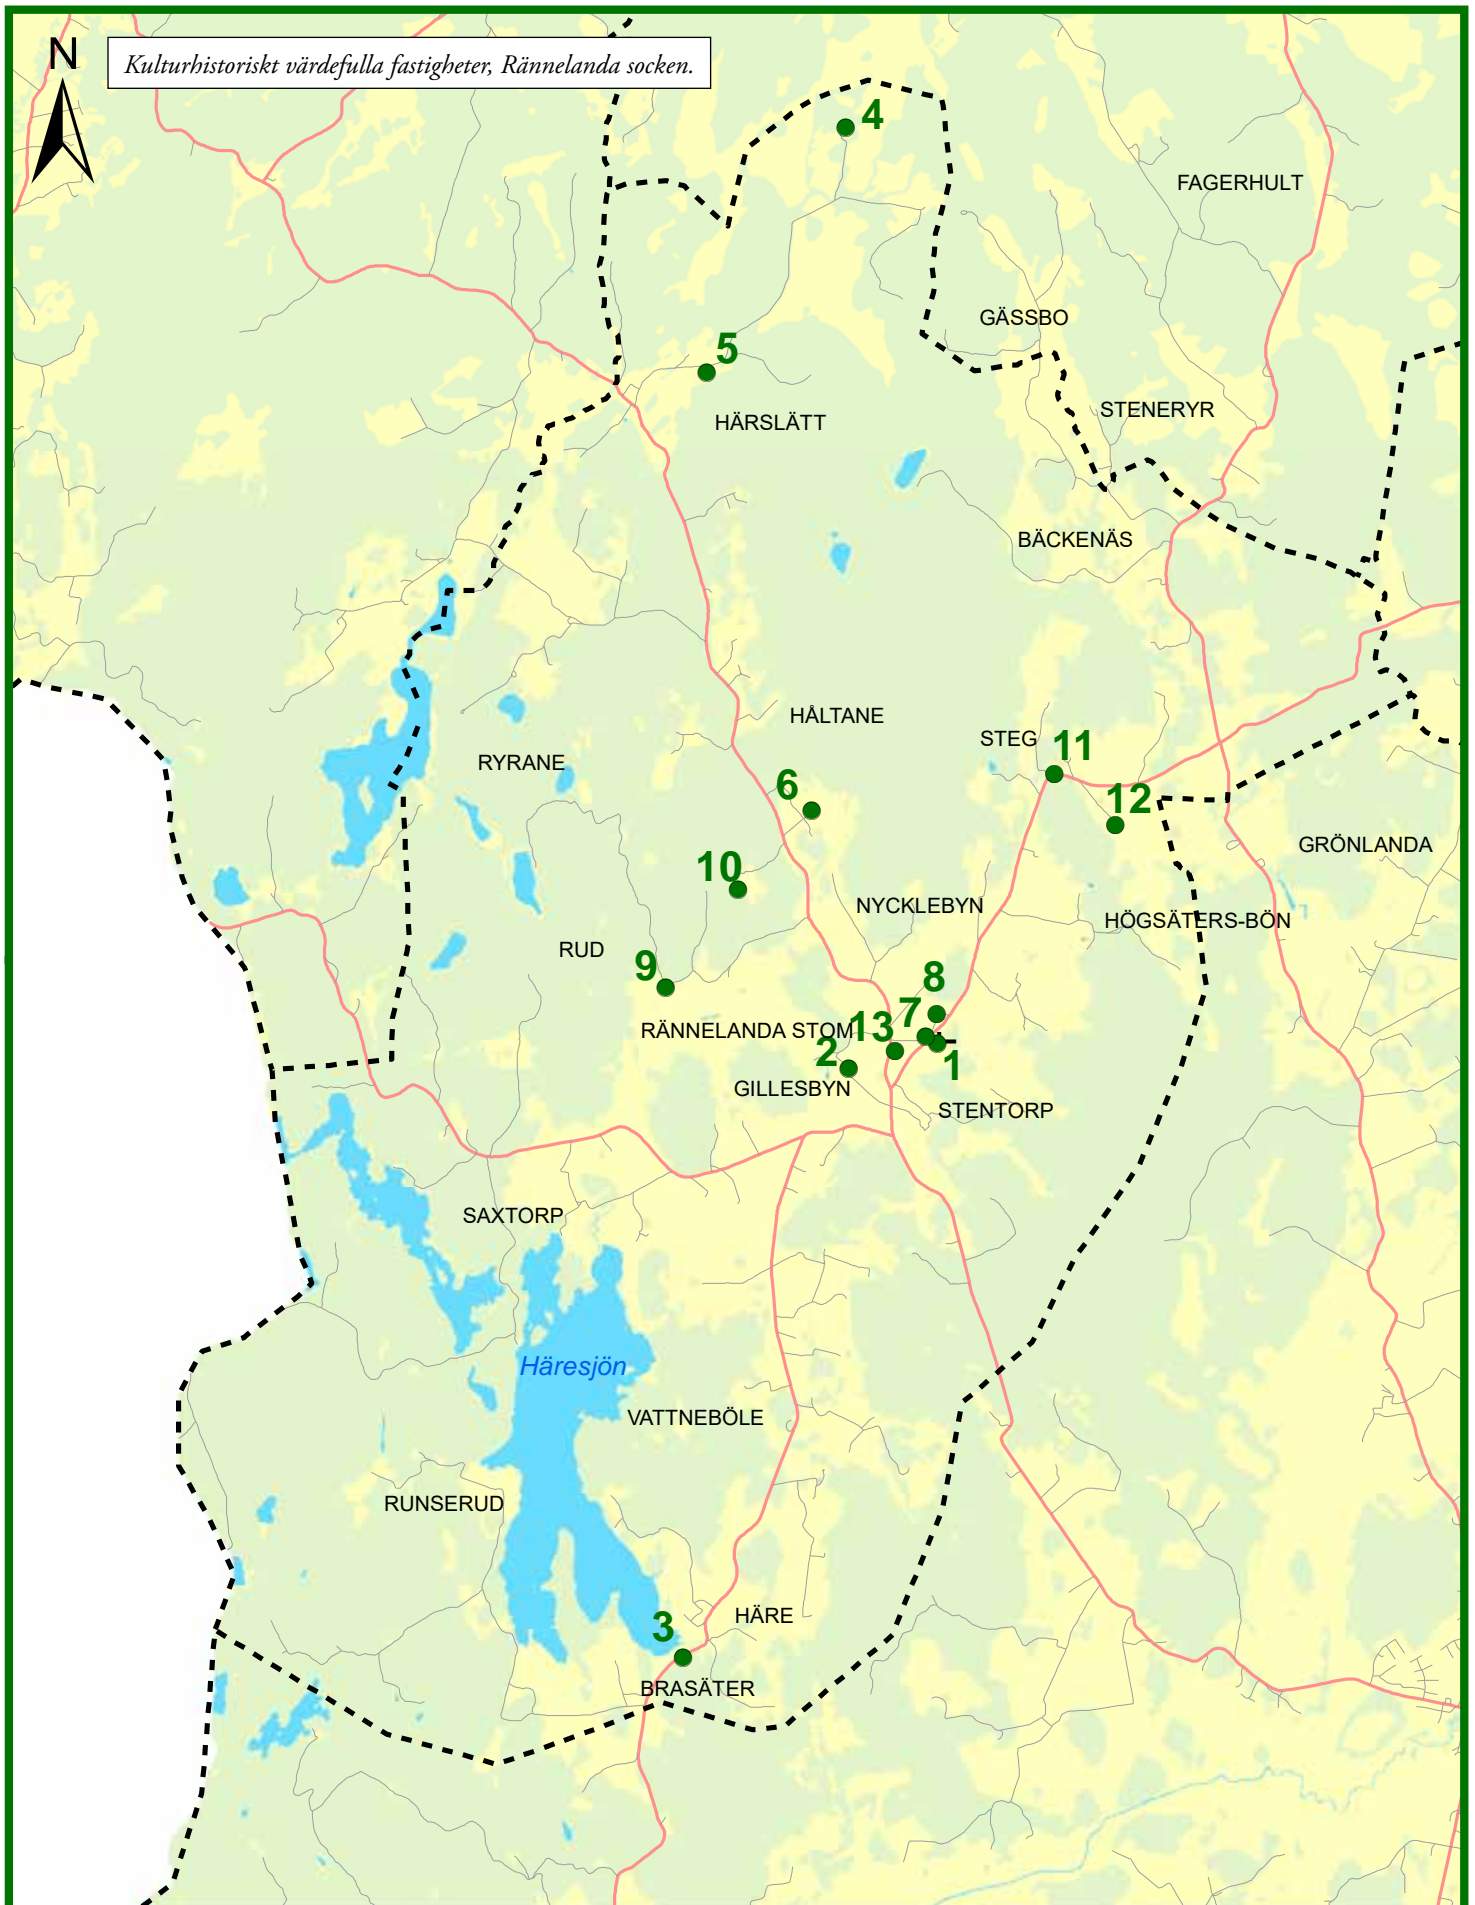 N
Kulturhistoriskt värdefulla fastigheter, Rännelanda socken.
4
FAGERHULT
GÄSSBO
5
STENERYR
HÄRSLÄTT
BÄCKENÄS
HÅLTANE
STEG
11
RYRANE
6
12
GRÖNLANDA
10
NYCKLEBYN
HÖGSÄTERS-BÖN
RUD
9
8
7
RÄNNELANDA STOM
13
2
1
GILLESBYN
STENTORP
SAXTORP
Häresjön
VATTNEBÖLE
RUNSERUD
HÄRE
3
BRASÄTER